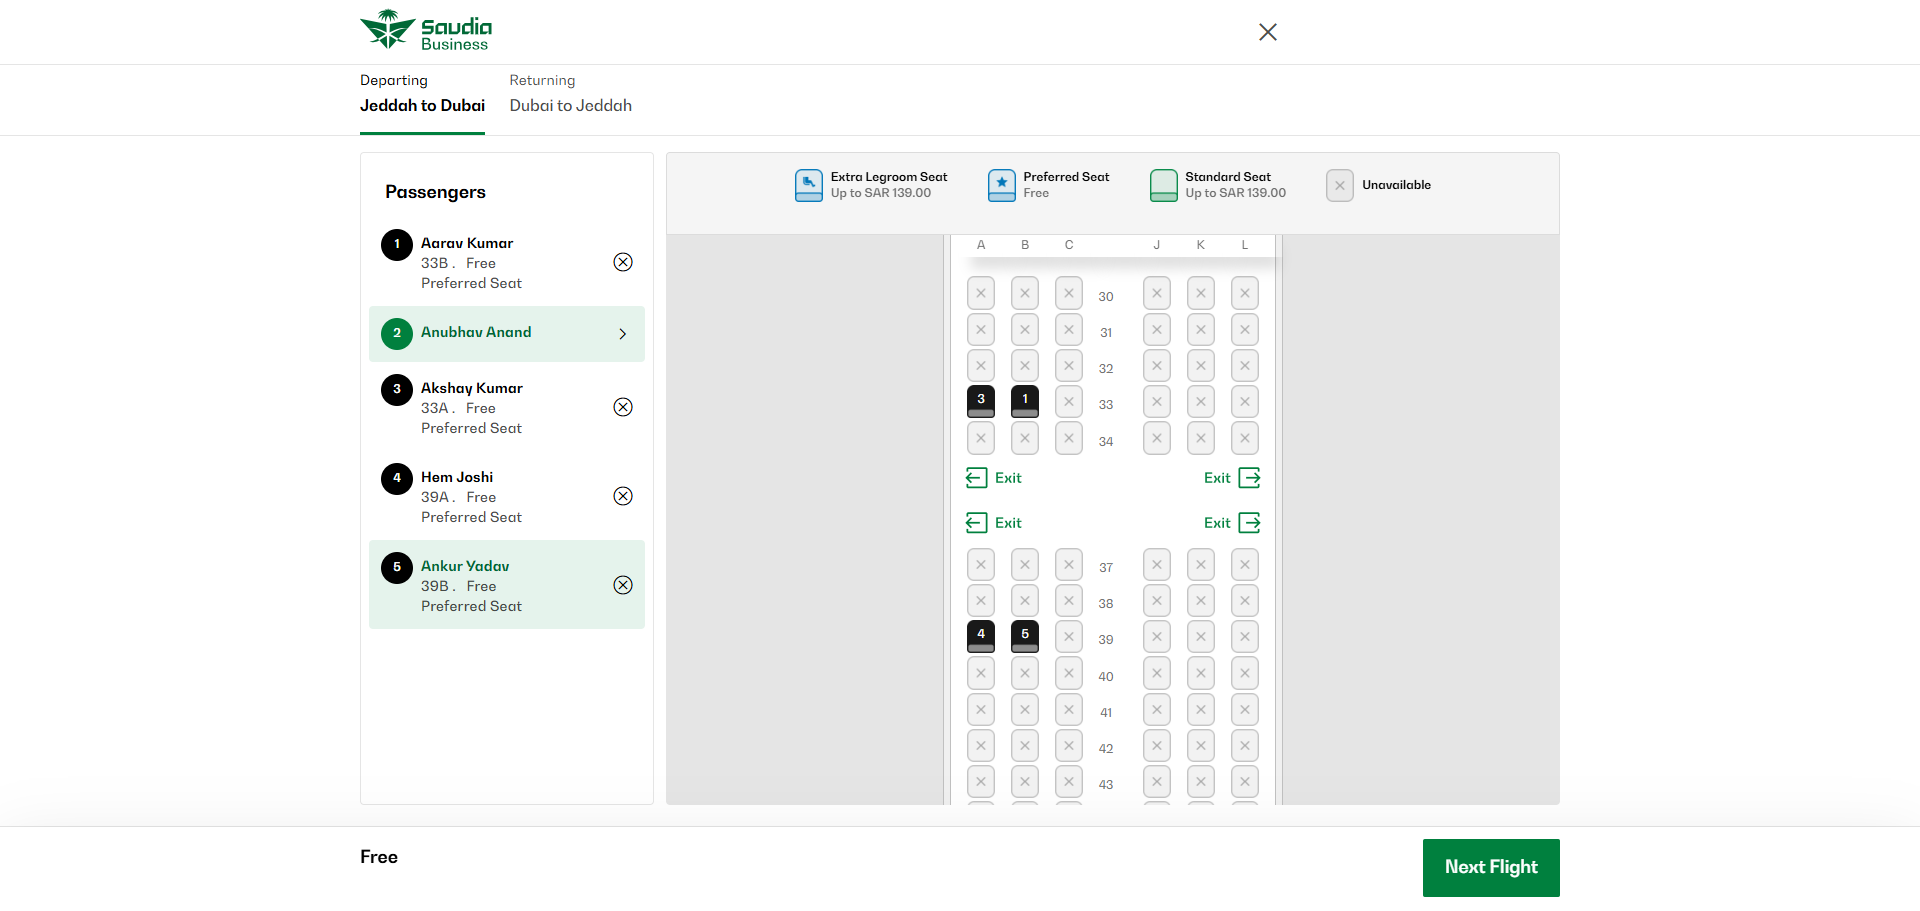 Saudia
Business
Departing
Jeddah to Dubai
Returning
Dubai to Jeddah
Passengers
1
Aarav Kumar
33B . Free
Preferred Seat
2
Anubhav Anand
3
Akshay Kumar
33A . Free
Preferred Seat
4
Hem Joshi
39A . Free
Preferred Seat
5
Ankur Yadav
39B . Free
Preferred Seat
Extra Legroom Seat
Up to SAR 139.00
Preferred Seat
Free
Standard Seat
Up to SAR 139.00
Unavailable
A B C J K L
30
31
32
3 1 33
34
Exit Exit
Exit Exit
37
38
4 5 39
40
41
42
43
Free
Next Flight